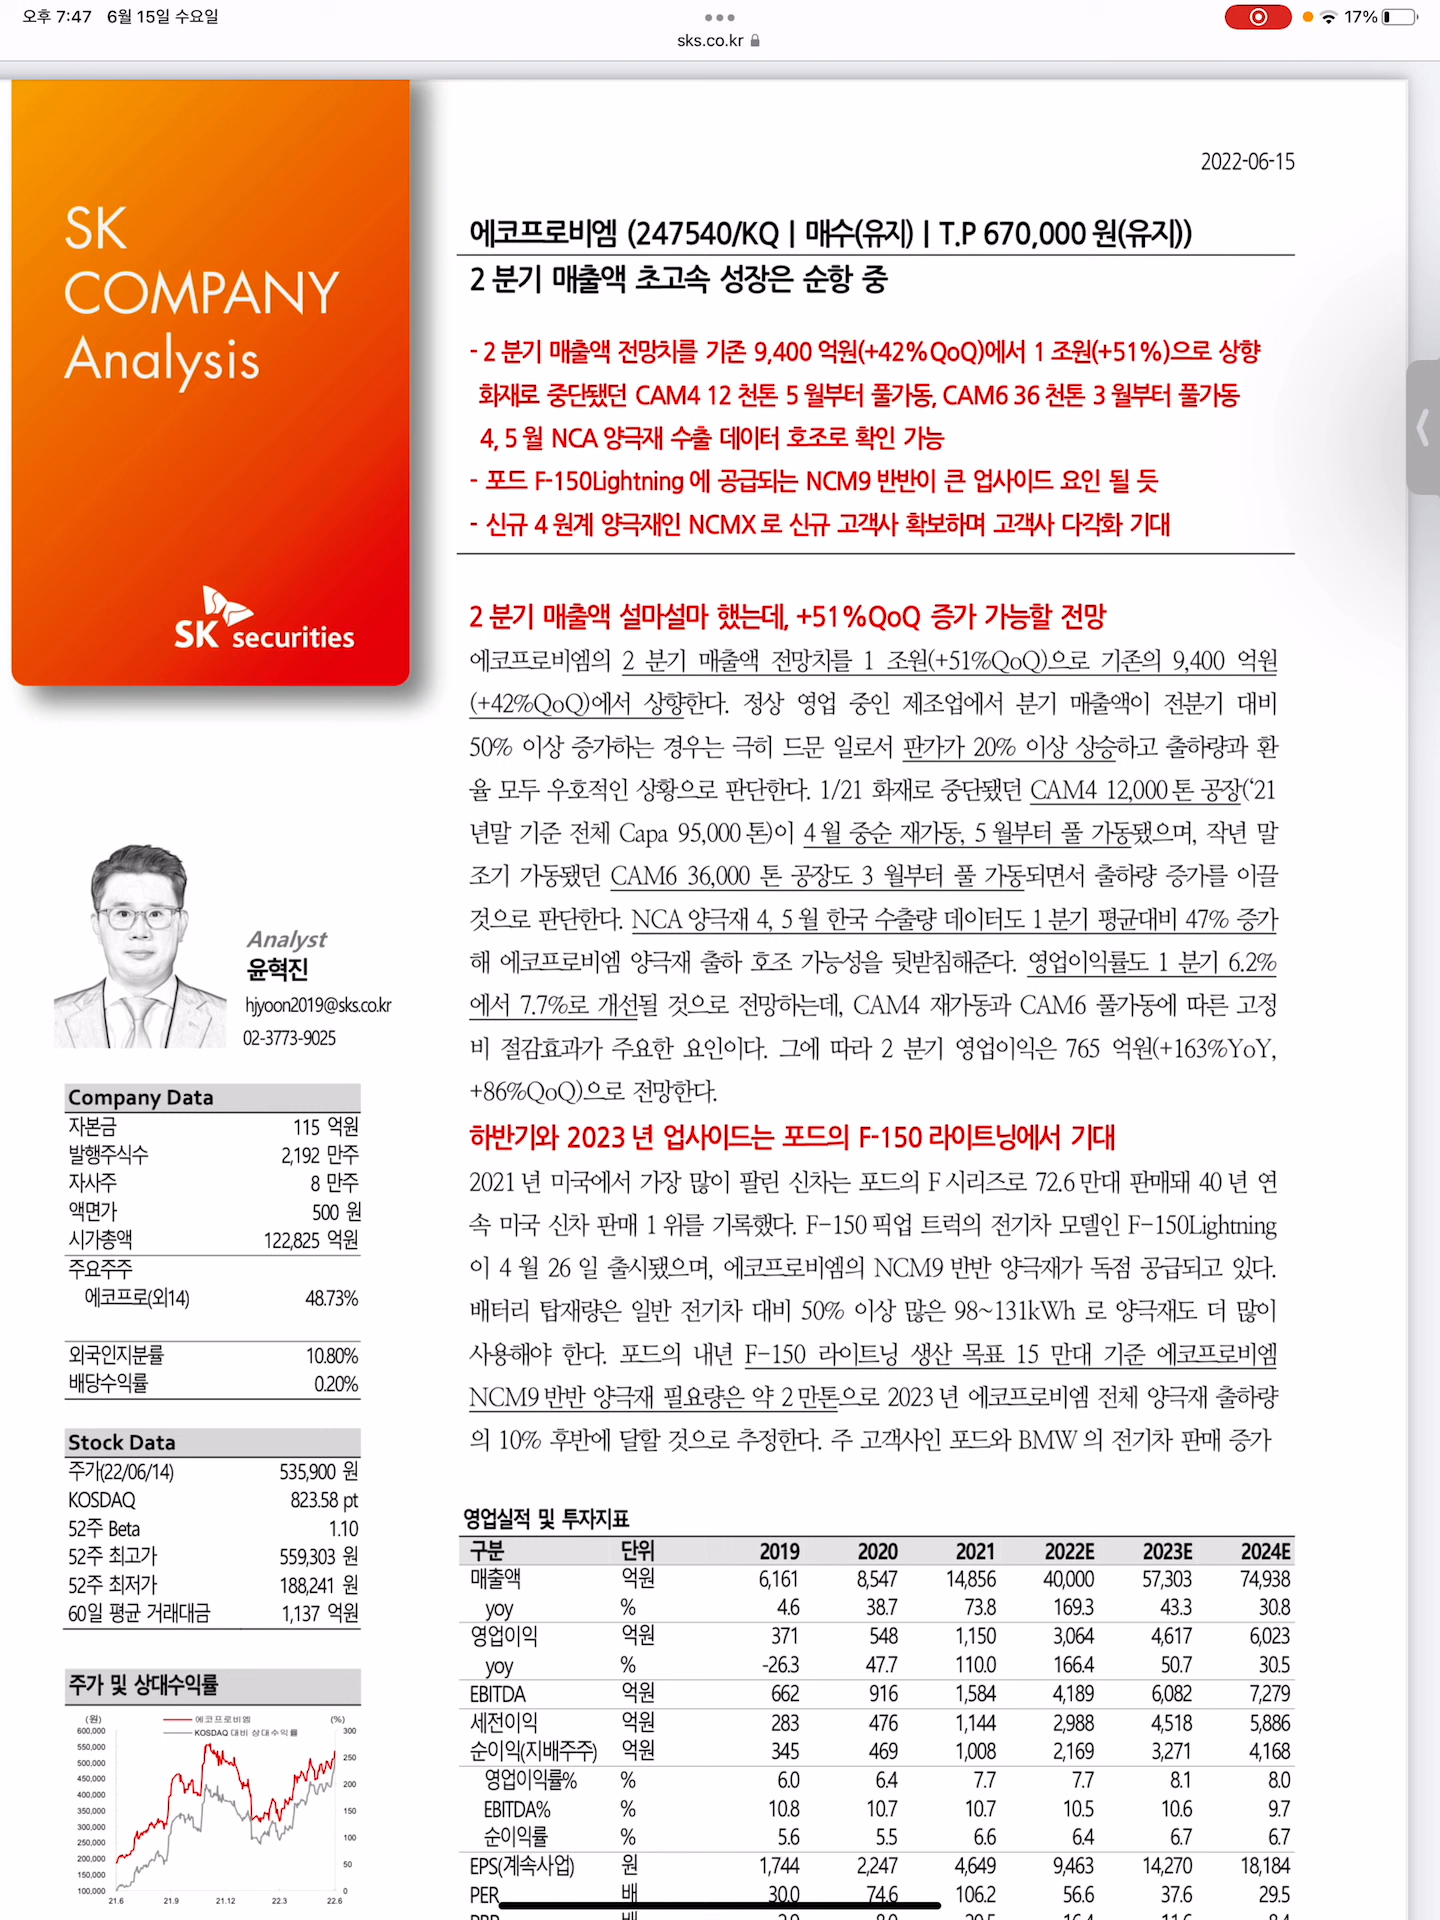 오후 7:47 6월 15일 수요일
17%
sks.co.kr
SK
COMPANY
Analysis
SK securities
2022-06-15
에코프로비엠 (247540/KQ | 매수(유지) | T.P 670,000 원(유지))
2 분기 매출액 초고속 성장은 순항 중
- 2 분기 매출액 전망치를 기존 9,400 억원(+42%QoQ)에서 1 조원(+51%)으로 상향
화재로 중단됐던 CAM4 12 천톤 5 월부터 풀가동, CAM6 36 천톤 3 월부터 풀가동
4, 5 월 NCA 양극재 수출 데이터 호조로 확인 가능
- 포드 F-150Lightning 에 공급되는 NCM9 반반이 큰 업사이드 요인 될 듯
- 신규 4 원계 양극재인 NCMX 로 신규 고객사 확보하며 고객사 다각화 기대
2 분기 매출액 설마설마 했는데, +51%QoQ 증가 가능할 전망
에코프로비엠의 2 분기 매출액 전망치를 1 조원(+51%QoQ)으로 기존의 9,400 억원
(+42%QoQ)에서 상향한다. 정상 영업 중인 제조업에서 분기 매출액이 전분기 대비
50% 이상 증가하는 경우는 극히 드문 일로서 판가가 20% 이상 상승하고 출하량과 환
율 모두 우호적인 상황으로 판단한다. 1/21 화재로 중단됐던 CAM4 12,000 톤 공장('21
년말 기준 전체 Capa 95,000 톤)이 4 월 중순 재가동, 5 월부터 풀 가동됐으며, 작년 말
조기 가동됐던 CAM6 36,000 톤 공장도 3 월부터 풀 가동되면서 출하량 증가를 이끌
것으로 판단한다. NCA 양극재 4, 5 월 한국 수출량 데이터도 1 분기 평균대비 47% 증가
해 에코프로비엠 양극재 출하 호조 가능성을 뒷받침해준다. 영업이익률도 1 분기 6.2%
에서 7.7%로 개선될 것으로 전망하는데, CAM4 재가동과 CAM6 풀가동에 따른 고정
비 절감효과가 주요한 요인이다. 그에 따라 2 분기 영업이익은 765 억원(+163%YoY,
+86%QoQ)으로 전망한다.
하반기와 2023 년 업사이드는 포드의 F-150 라이트닝에서 기대
2021 년 미국에서 가장 많이 팔린 신차는 포드의 F 시리즈로 72.6 만대 판매돼 40 년 연
속 미국 신차 판매 1 위를 기록했다. F-150 픽업 트럭의 전기차 모델인 F-150Lightning
이 4 월 26 일 출시됐으며, 에코프로비엠의 NCM9 반반 양극재가 독점 공급되고 있다.
배터리 탑재량은 일반 전기차 대비 50% 이상 많은 98~131kWh 로 양극재도 더 많이
사용해야 한다. 포드의 내년 F-150 라이트닝 생산 목표 15 만대 기준 에코프로비엠
NCM9 반반 양극재 필요량은 약 2 만톤으로 2023 년 에코프로비엠 전체 양극재 출하량
의 10% 후반에 달할 것으로 추정한다. 주 고객사인 포드와 BMW 의 전기차 판매 증가
Analyst
윤혁진
hjyoon2019@sks.co.kr
02-3773-9025
Company Data
자본금 115 억원
발행주식수 2,192 만주
자사주 8 만주
액면가 500 원
시가총액 122,825 억원
주요주주
에코프로(외14) 48.73%
외국인지분률 10.80%
배당수익률 0.20%
Stock Data
주가(22/06/14) 535,900 원
KOSDAQ 823.58 pt
52주 Beta 1.10
52주 최고가 559,303 원
52주 최저가 188,241 원
60일 평균 거래대금 1,137 억원
주가 및 상대수익률
(원) 에코프로비엠 (%)
KOSDAQ 대비 상대수익률
600,000 300
550,000
500,000 250
450,000
400,000 200
350,000
300,000 150
250,000 100
200,000
150,000 50
100,000 0
21.6 21.9 21.12 22.3 22.6
영업실적 및 투자지표
구분 단위 2019 2020 2021 2022E 2023E 2024E
매출액 억원 6,161 8,547 14,856 40,000 57,303 74,938
yoy % 4.6 38.7 73.8 169.3 43.3 30.8
영업이익 억원 371 548 1,150 3,064 4,617 6,023
yoy % -26.3 47.7 110.0 166.4 50.7 30.5
EBITDA 억원 662 916 1,584 4,189 6,082 7,279
세전이익 억원 283 476 1,144 2,988 4,518 5,886
순이익(지배주주) 억원 345 469 1,008 2,169 3,271 4,168
영업이익률% % 6.0 6.4 7.7 7.7 8.1 8.0
EBITDA% % 10.8 10.7 10.7 10.5 10.6 9.7
순이익률 % 5.6 5.5 6.6 6.4 6.7 6.7
EPS(계속사업) 원 1,744 2,247 4,649 9,463 14,270 18,184
PER 배 30.0 74.6 106.2 56.6 37.6 29.5